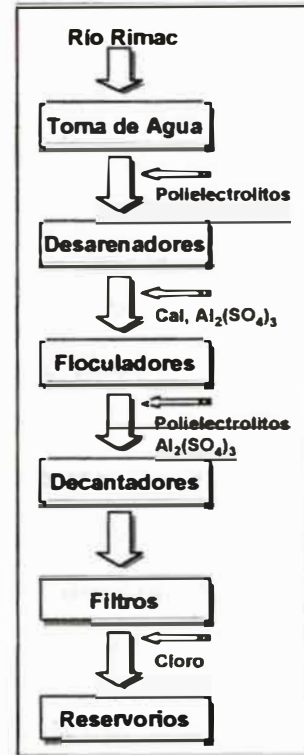 Río Rimac
Toma de Agua
Polielectrolitos
Desarenadores
Cal, Al₂(SO₄)₃
Floculadores
Polielectrolitos
Al₂(SO₄)₃
Decantadores
Filtros
Cloro
Reservorios